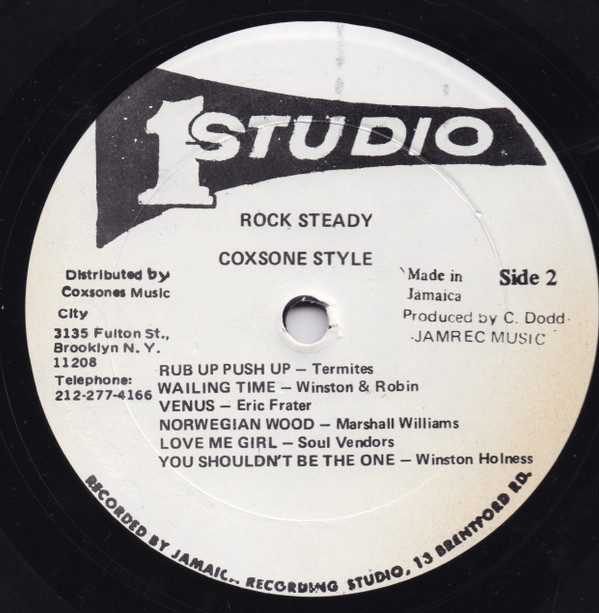 1 STUDIO
ROCK STEADY
COXSONE STYLE
Distributed by
Coxsones Music
City
3135 Fulton St.,
Brooklyn N. Y.
11208
Telephone:
212-277-4166
Made in
Jamaica
Side 2
Produced by C. Dodd
JAMREC MUSIC
RUB UP PUSH UP — Termites
WAILING TIME — Winston & Robin
VENUS — Eric Frater
NORWEGIAN WOOD — Marshall Williams
LOVE ME GIRL — Soul Vendors
YOU SHOULDN'T BE THE ONE — Winston Holness
RECORDED BY JAMAICA RECORDING STUDIO, 13 BRENTFORD RD.